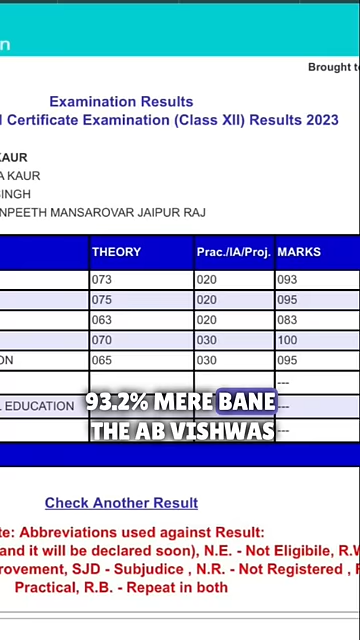 n
Brought to
Examination Results
l Certificate Examination (Class XII) Results 2023
KAUR
A KAUR
SINGH
NPEETH MANSAROVAR JAIPUR RAJ
THEORY Prac./IA/Proj. MARKS
073 020 093
075 020 095
063 020 083
070 030 100
ON 065 030 095
---
L EDUCATION ---
---
93.2% MERE BANE
THE AB VISHWAS
Check Another Result
te: Abbreviations used against Result:
and it will be declared soon), N.E. - Not Eligibile, R.W
rovement, SJD - Subjudice , N.R. - Not Registered , F
Practical, R.B. - Repeat in both